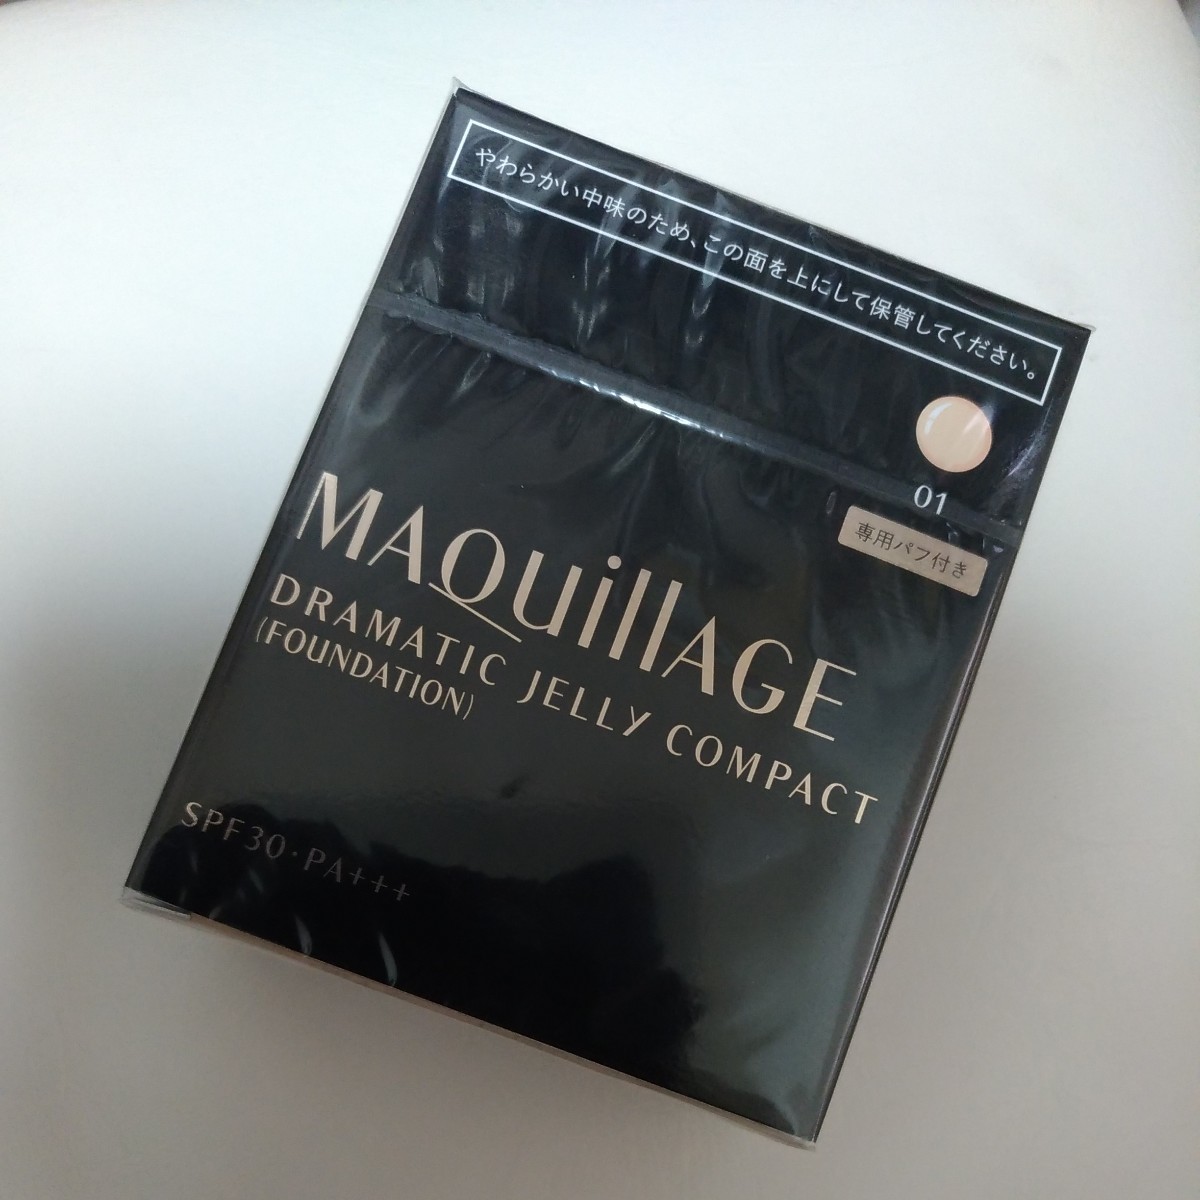 やわらかい中味のため、この面を上にして保管してください。
01
専用パフ付き
MAQuillAGE
DRAMATIC JELLY COMPACT
(FOUNDATION)
SPF30・PA+++